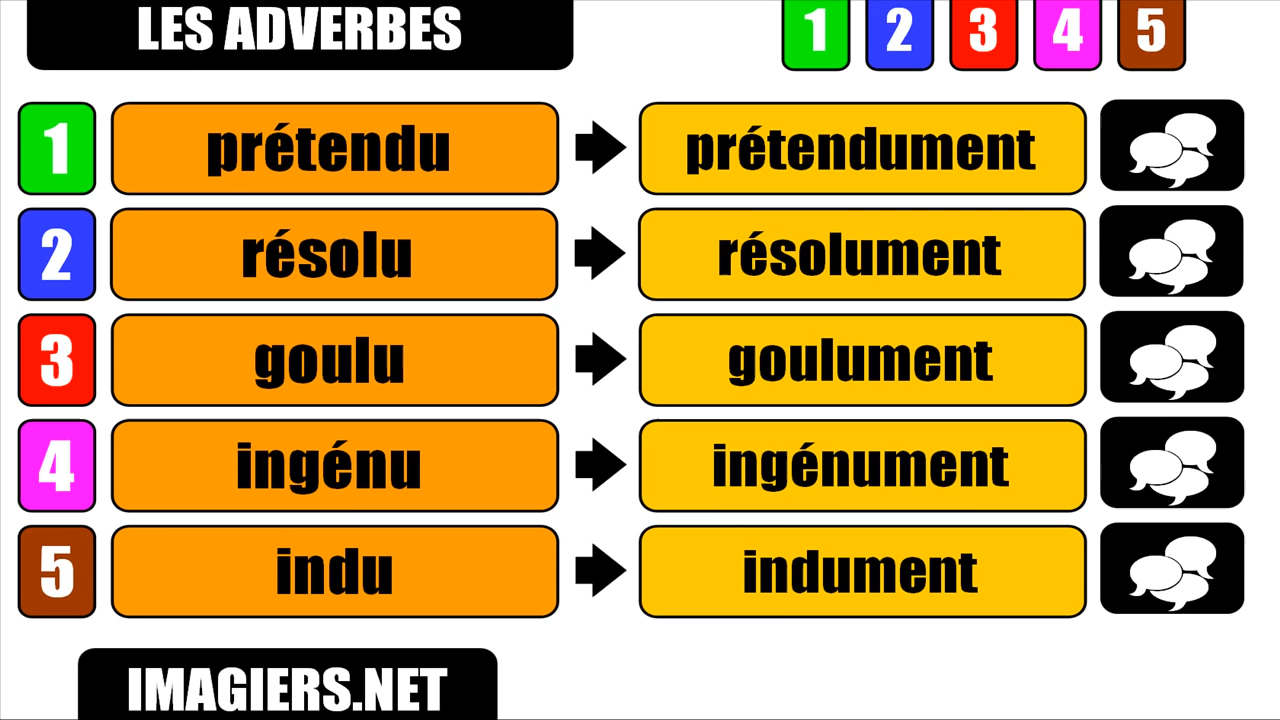 LES ADVERBES
1 2 3 4 5
1 prétendu prétendument
2 résolu résolument
3 goulu goulument
4 ingénu ingénument
5 indu indument
IMAGIERS.NET